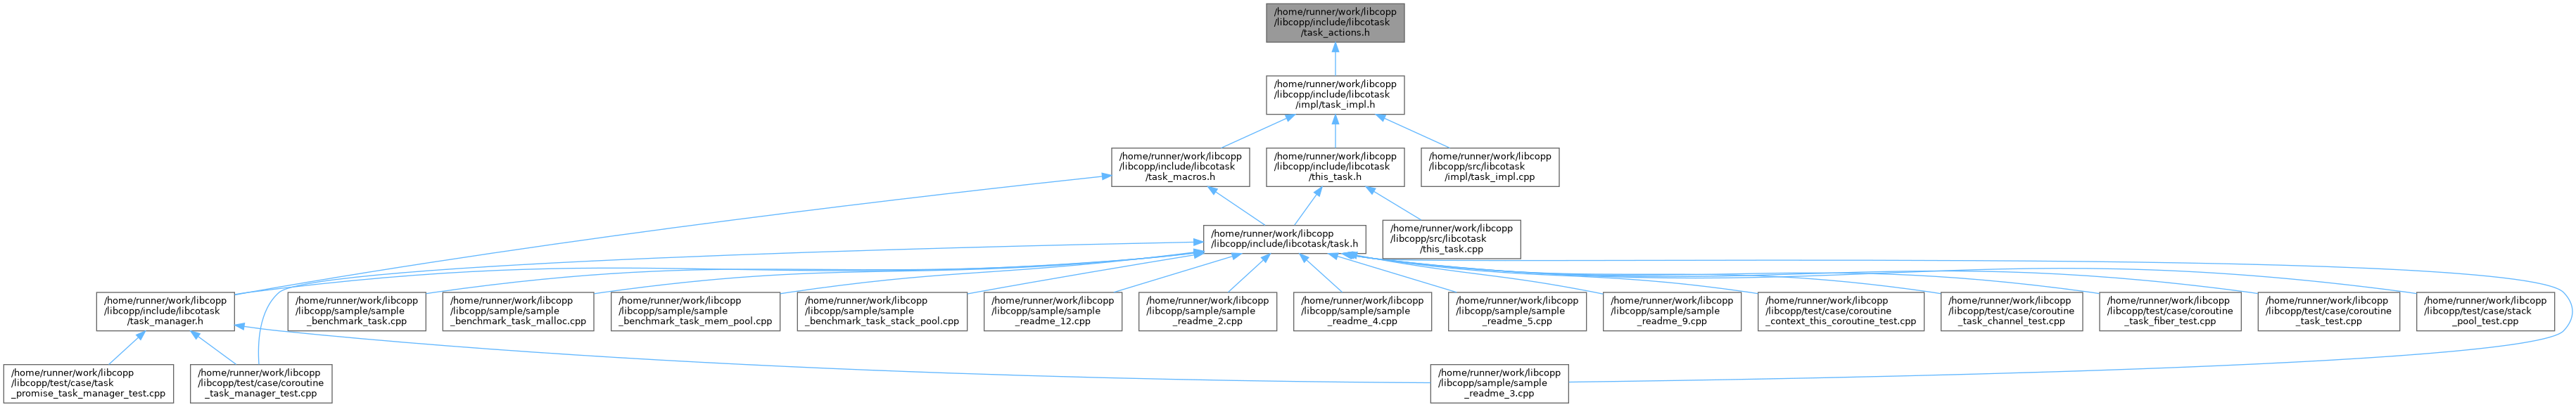 /home/runner/work/libcopp
/libcopp/include/libcotask
/task_actions.h
/home/runner/work/libcopp
/libcopp/include/libcotask
/impl/task_impl.h
/home/runner/work/libcopp
/libcopp/include/libcotask
/task_macros.h
/home/runner/work/libcopp
/libcopp/include/libcotask
/this_task.h
/home/runner/work/libcopp
/libcopp/src/libcotask
/impl/task_impl.cpp
/home/runner/work/libcopp
/libcopp/include/libcotask/task.h
/home/runner/work/libcopp
/libcopp/src/libcotask
/this_task.cpp
/home/runner/work/libcopp
/libcopp/include/libcotask
/task_manager.h
/home/runner/work/libcopp
/libcopp/sample/sample
_benchmark_task.cpp
/home/runner/work/libcopp
/libcopp/sample/sample
_benchmark_task_malloc.cpp
/home/runner/work/libcopp
/libcopp/sample/sample
_benchmark_task_mem_pool.cpp
/home/runner/work/libcopp
/libcopp/sample/sample
_benchmark_task_stack_pool.cpp
/home/runner/work/libcopp
/libcopp/sample/sample
_readme_12.cpp
/home/runner/work/libcopp
/libcopp/sample/sample
_readme_2.cpp
/home/runner/work/libcopp
/libcopp/sample/sample
_readme_4.cpp
/home/runner/work/libcopp
/libcopp/sample/sample
_readme_5.cpp
/home/runner/work/libcopp
/libcopp/sample/sample
_readme_9.cpp
/home/runner/work/libcopp
/libcopp/test/case/coroutine
_context_this_coroutine_test.cpp
/home/runner/work/libcopp
/libcopp/test/case/coroutine
_task_channel_test.cpp
/home/runner/work/libcopp
/libcopp/test/case/coroutine
_task_fiber_test.cpp
/home/runner/work/libcopp
/libcopp/test/case/coroutine
_task_test.cpp
/home/runner/work/libcopp
/libcopp/test/case/stack
_pool_test.cpp
/home/runner/work/libcopp
/libcopp/test/case/task
_promise_task_manager_test.cpp
/home/runner/work/libcopp
/libcopp/test/case/coroutine
_task_manager_test.cpp
/home/runner/work/libcopp
/libcopp/sample/sample
_readme_3.cpp